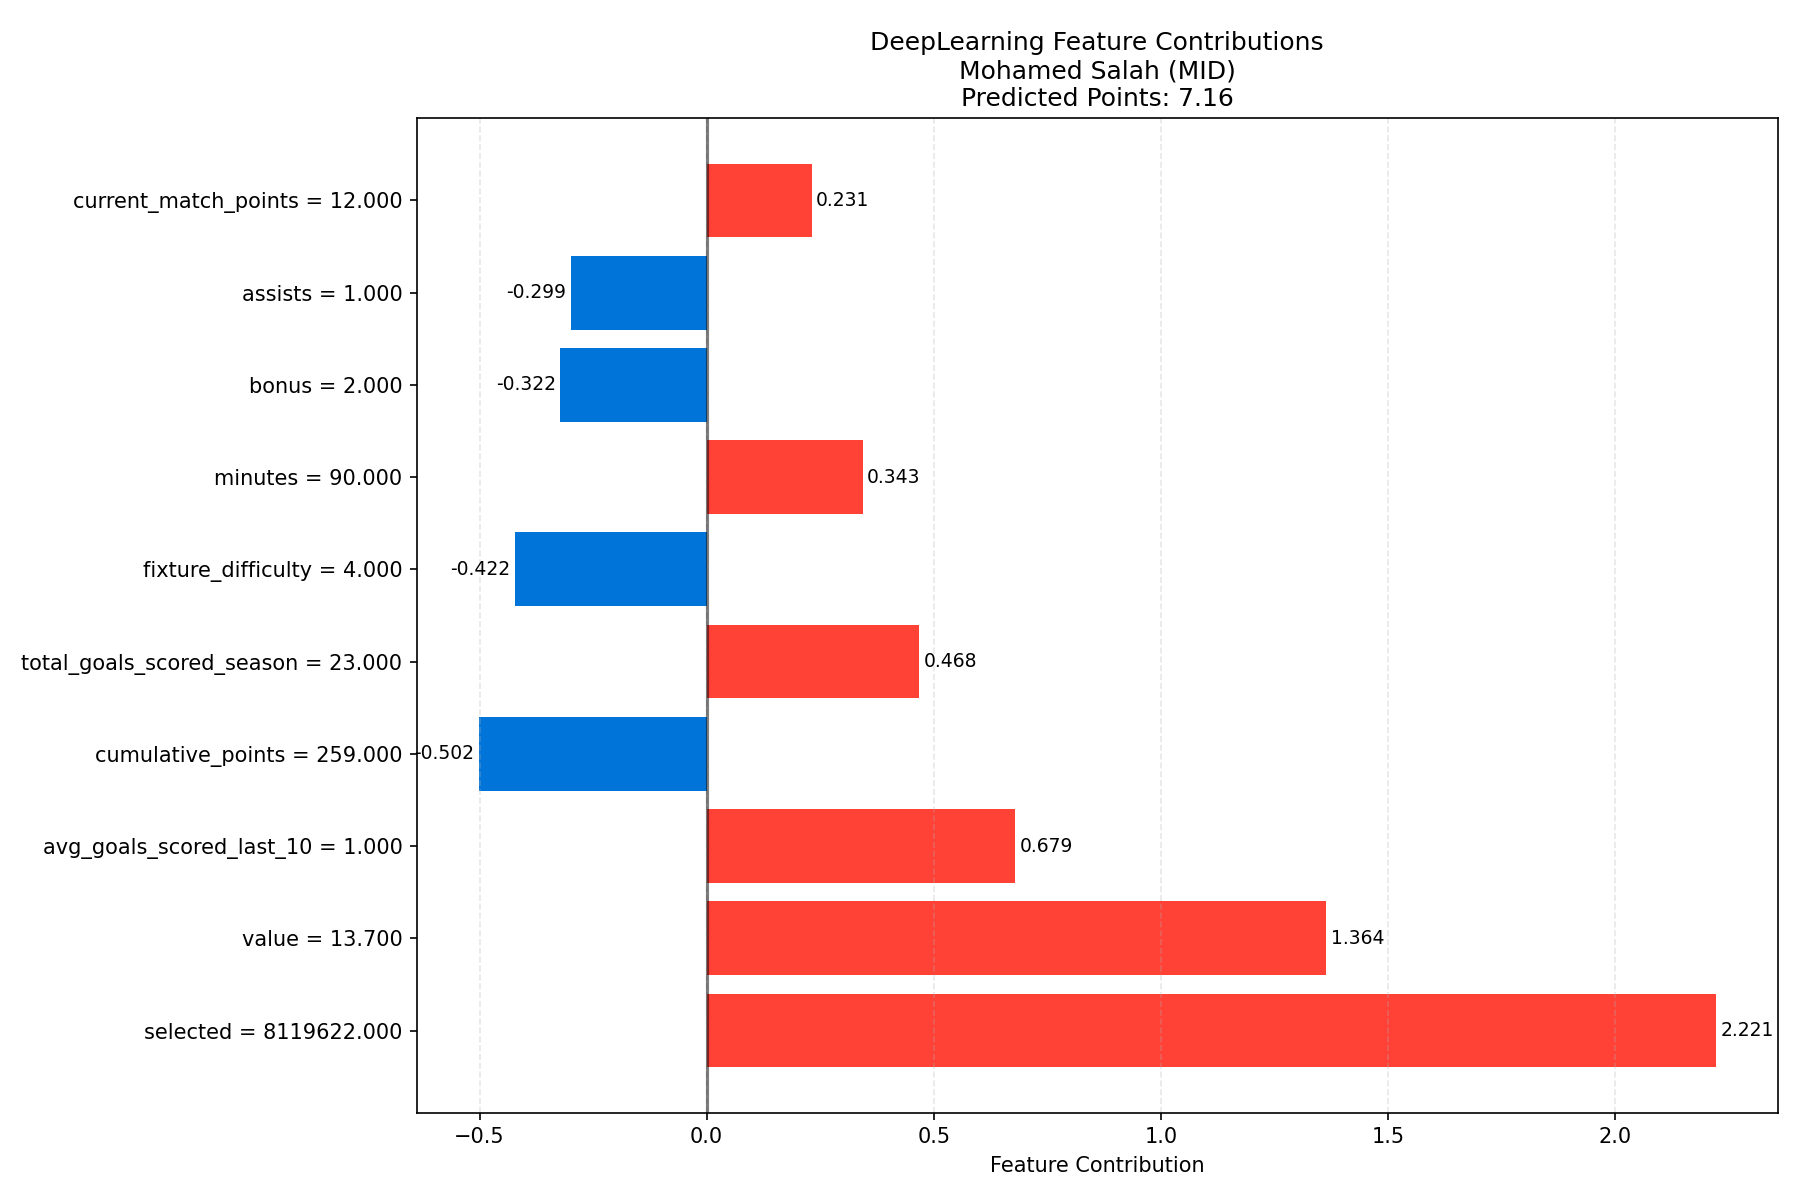 DeepLearning Feature Contributions
Mohamed Salah (MID)
Predicted Points: 7.16
current_match_points = 12.000
0.231
assists = 1.000
-0.299
bonus = 2.000
-0.322
minutes = 90.000
0.343
fixture_difficulty = 4.000
-0.422
total_goals_scored_season = 23.000
0.468
cumulative_points = 259.000
-0.502
avg_goals_scored_last_10 = 1.000
0.679
value = 13.700
1.364
selected = 8119622.000
2.221
−0.5 0.0 0.5 1.0 1.5 2.0
Feature Contribution